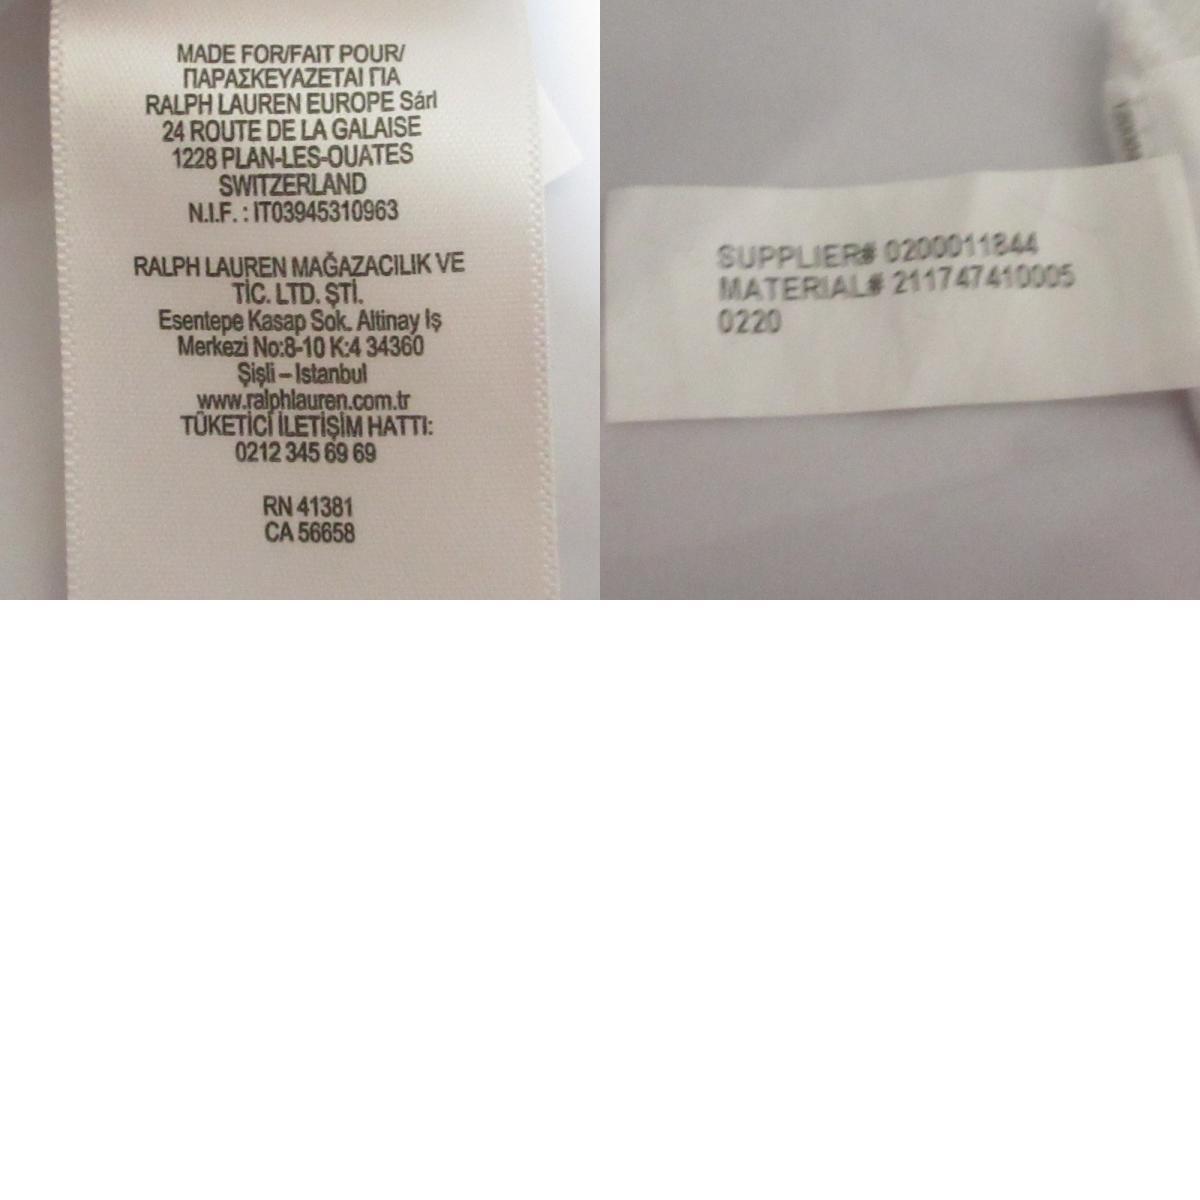 MADE FOR/FAIT POUR/
ΠΑΡΑΣΚΕΥΑΖΕΤΑΙ ΓΙΑ
RALPH LAUREN EUROPE Sárl
24 ROUTE DE LA GALAISE
1228 PLAN-LES-OUATES
SWITZERLAND
N.I.F. : IT03945310963
RALPH LAUREN MAĞAZACILIK VE
TİC. LTD. ŞTİ.
Esentepe Kasap Sok. Altinay Iş
Merkezi No:8-10 K:4 34360
Şişli – Istanbul
www.ralphlauren.com.tr
TÜKETİCİ İLETİŞİM HATTI:
0212 345 69 69
RN 41381
CA 56658
SUPPLIER# 0200011844
MATERIAL# 211747410005
0220